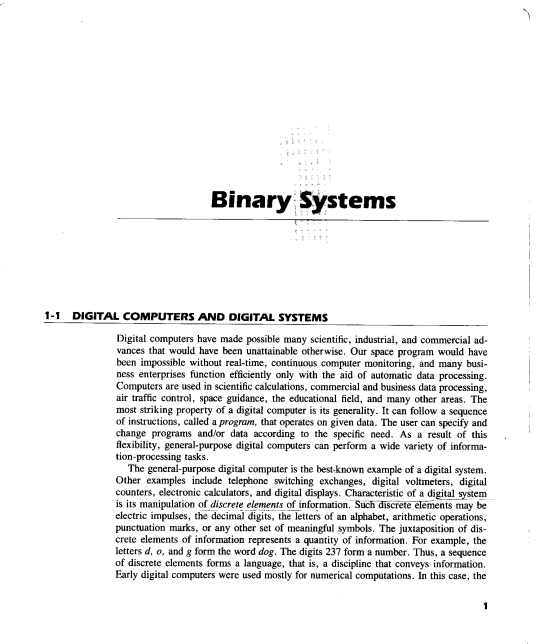 Binary Systems
1-1 DIGITAL COMPUTERS AND DIGITAL SYSTEMS
Digital computers have made possible many scientific, industrial, and commercial ad-
vances that would have been unattainable otherwise. Our space program would have
been impossible without real-time, continuous computer monitoring, and many busi-
ness enterprises function efficiently only with the aid of automatic data processing.
Computers are used in scientific calculations, commercial and business data processing,
air traffic control, space guidance, the educational field, and many other areas. The
most striking property of a digital computer is its generality. It can follow a sequence
of instructions, called a program, that operates on given data. The user can specify and
change programs and/or data according to the specific need. As a result of this
flexibility, general-purpose digital computers can perform a wide variety of informa-
tion-processing tasks.
The general-purpose digital computer is the best-known example of a digital system.
Other examples include telephone switching exchanges, digital voltmeters, digital
counters, electronic calculators, and digital displays. Characteristic of a digital system
is its manipulation of discrete elements of information. Such discrete elements may be
electric impulses, the decimal digits, the letters of an alphabet, arithmetic operations,
punctuation marks, or any other set of meaningful symbols. The juxtaposition of dis-
crete elements of information represents a quantity of information. For example, the
letters d, o, and g form the word dog. The digits 237 form a number. Thus, a sequence
of discrete elements forms a language, that is, a discipline that conveys information.
Early digital computers were used mostly for numerical computations. In this case, the
1